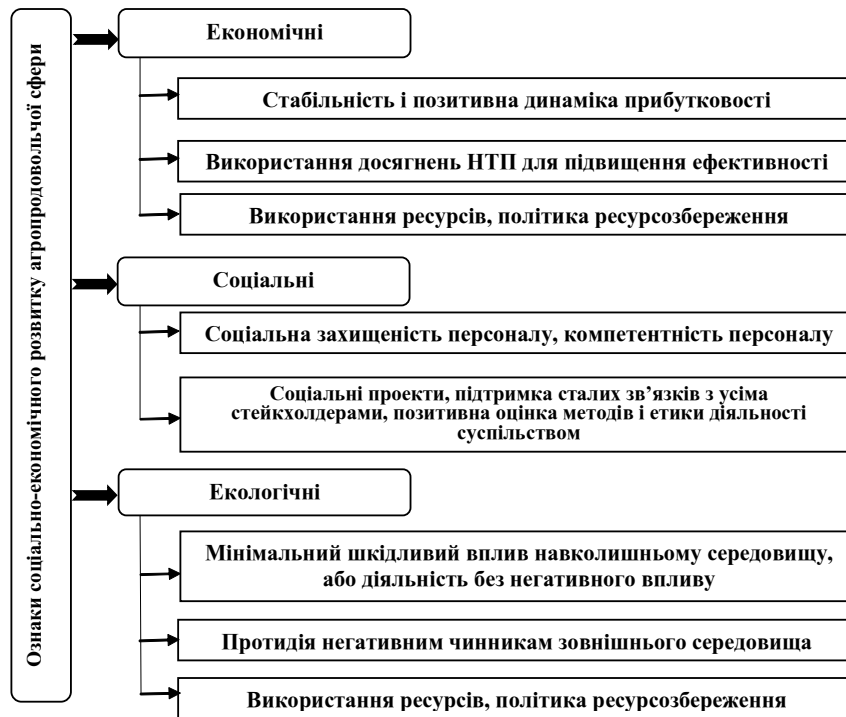 Ознаки соціально-економічного розвитку агропродовольчої сфери
Економічні
Стабільність і позитивна динаміка прибутковості
Використання досягнень НТП для підвищення ефективності
Використання ресурсів, політика ресурсозбереження
Соціальні
Соціальна захищеність персоналу, компетентність персоналу
Соціальні проекти, підтримка сталих зв’язків з усіма
стейкхолдерами, позитивна оцінка методів і етики діяльності
суспільством
Екологічні
Мінімальний шкідливий вплив навколишньому середовищу,
або діяльність без негативного впливу
Протидія негативним чинникам зовнішнього середовища
Використання ресурсів, політика ресурсозбереження